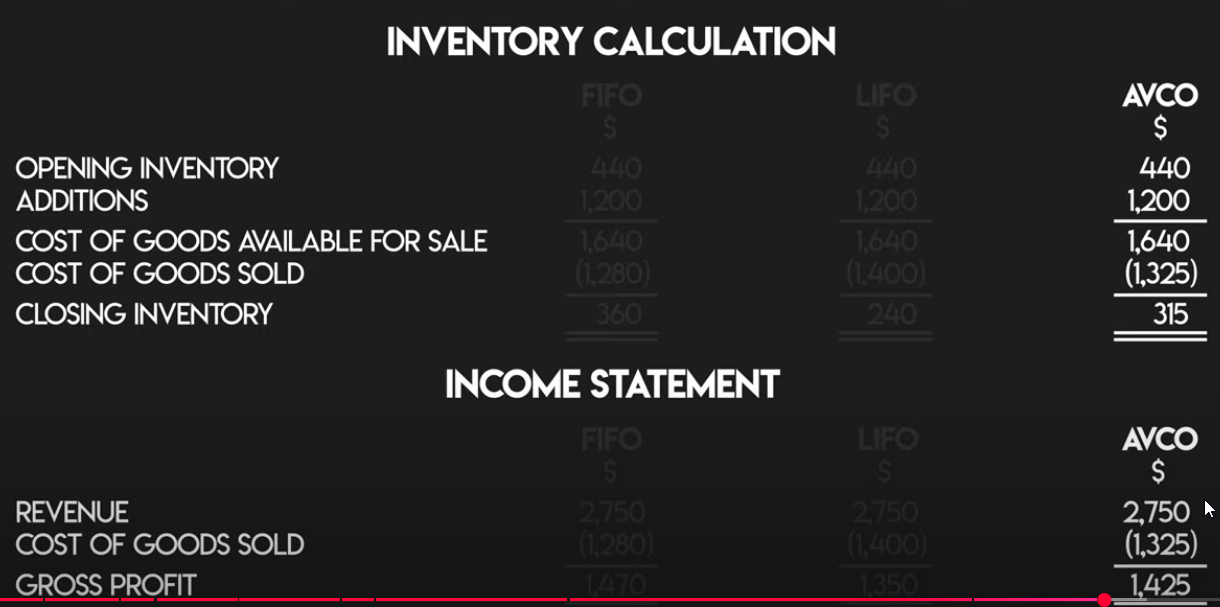 INVENTORY CALCULATION
FIFO LIFO AVCO
$ $ $
OPENING INVENTORY 440 440 440
ADDITIONS 1,200 1,200 1,200
COST OF GOODS AVAILABLE FOR SALE 1,640 1,640 1,640
COST OF GOODS SOLD (1,280) (1,400) (1,325)
CLOSING INVENTORY 360 240 315
INCOME STATEMENT
FIFO LIFO AVCO
$ $ $
REVENUE 2,750 2,750 2,750
COST OF GOODS SOLD (1,280) (1,400) (1,325)
GROSS PROFIT 1,470 1,350 1,425